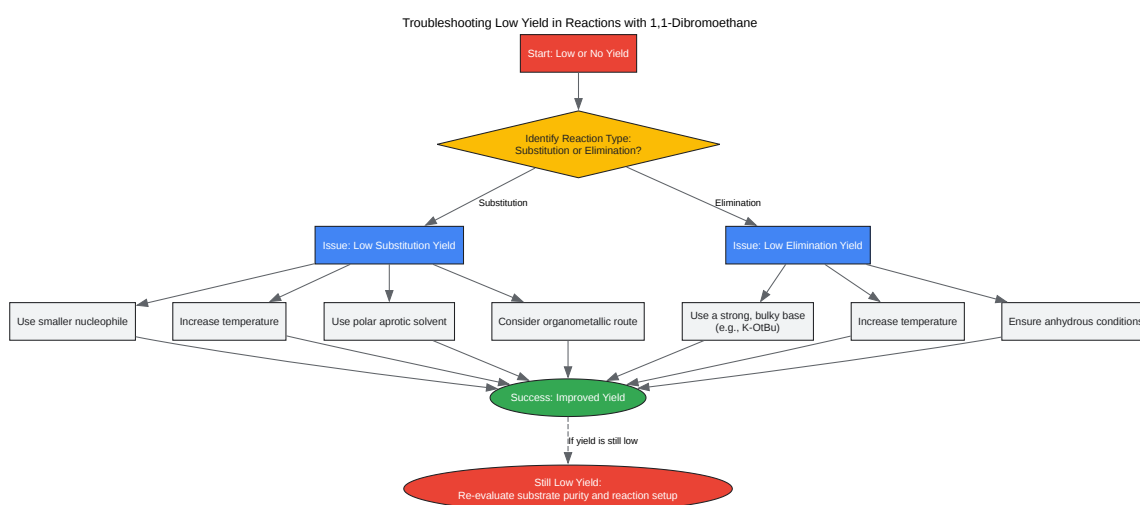 Troubleshooting Low Yield in Reactions with 1,1-Dibromoethane
Start: Low or No Yield
Identify Reaction Type:
Substitution or Elimination?
Substitution
Elimination
Issue: Low Substitution Yield
Issue: Low Elimination Yield
Use smaller nucleophile
Increase temperature
Use polar aprotic solvent
Consider organometallic route
Use a strong, bulky base
(e.g., K-OtBu)
Increase temperature
Ensure anhydrous conditions
Success: Improved Yield
If yield is still low
Still Low Yield:
Re-evaluate substrate purity and reaction setup